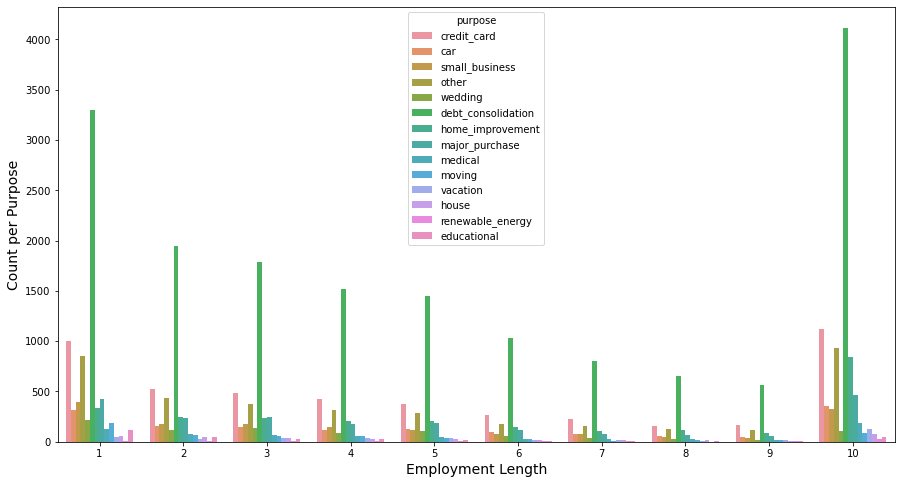 purpose
credit_card
car
small_business
other
wedding
debt_consolidation
home_improvement
major_purchase
medical
moving
vacation
house
renewable_energy
educational
4000
3500
3000
2500
2000
1500
1000
500
0
Count per Purpose
1 2 3 4 5 6 7 8 9 10
Employment Length